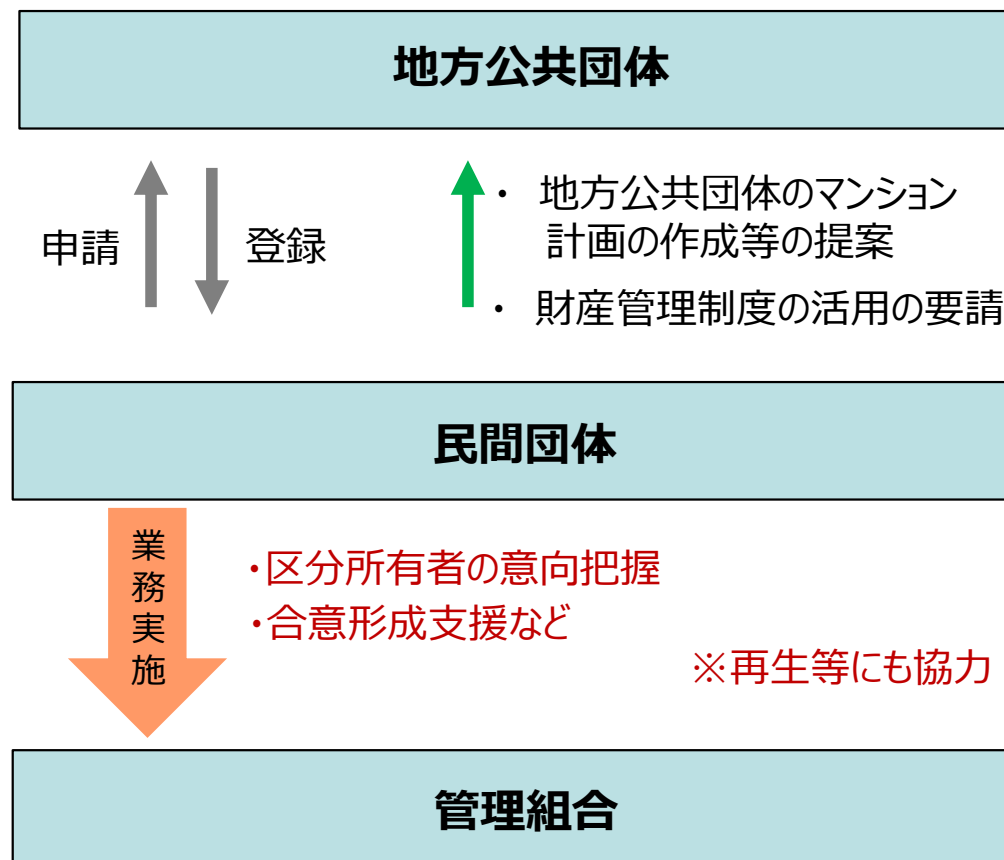 地方公共団体
申請
登録
・ 地方公共団体のマンション
計画の作成等の提案
・ 財産管理制度の活用の要請
民間団体
業務実施
・区分所有者の意向把握
・合意形成支援など
※再生等にも協力
管理組合